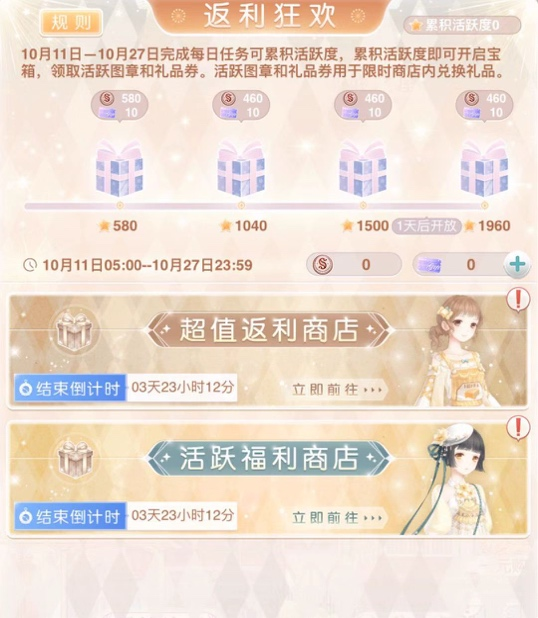 规则
返利狂欢
累积活跃度0
10月11日—10月27日完成每日任务可累积活跃度，累积活跃度即可开启宝
箱，领取活跃图章和礼品券。活跃图章和礼品券用于限时商店内兑换礼品。
580 460 460 460
10 10 10 10
580 1040 1500 1天后开放 1960
10月11日05:00--10月27日23:59 0 0
超值返利商店
结束倒计时 03天23小时12分 立即前往
活跃福利商店
结束倒计时 03天23小时12分 立即前往